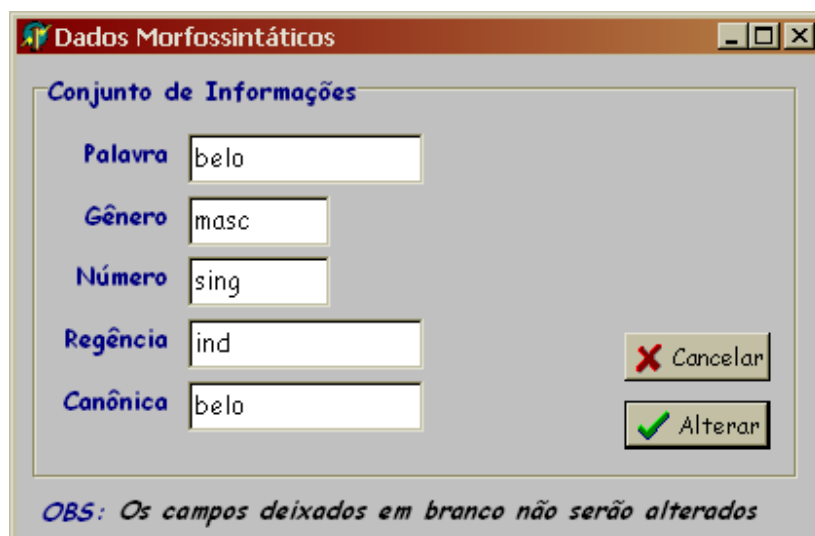 Dados Morfossintáticos
Conjunto de Informações
Palavra belo
Gênero masc
Número sing
Regência ind
Cancelar
Canônica belo
Alterar
OBS: Os campos deixados em branco não serão alterados